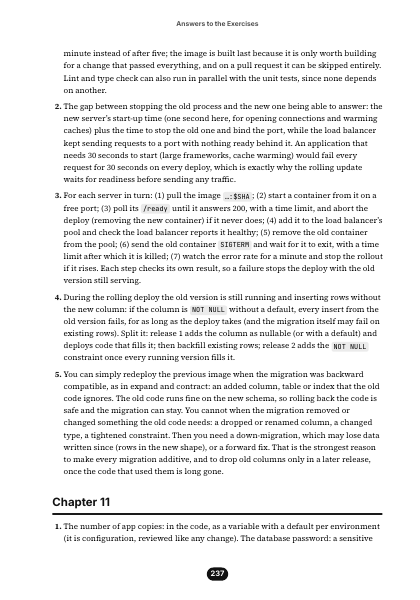 Answers to the Exercises
minute instead of after five; the image is built last because it is only worth building
for a change that passed everything, and on a pull request it can be skipped entirely.
Lint and type check can also run in parallel with the unit tests, since none depends
on another.
2. The gap between stopping the old process and the new one being able to answer: the
new server's start-up time (one second here, for opening connections and warming
caches) plus the time to stop the old one and bind the port, while the load balancer
kept sending requests to a port with nothing ready behind it. An application that
needs 30 seconds to start (large frameworks, cache warming) would fail every
request for 30 seconds on every deploy, which is exactly why the rolling update
waits for readiness before sending any traffic.
3. For each server in turn: (1) pull the image …:$SHA ; (2) start a container from it on a
free port; (3) poll its /ready until it answers 200, with a time limit, and abort the
deploy (removing the new container) if it never does; (4) add it to the load balancer's
pool and check the load balancer reports it healthy; (5) remove the old container
from the pool; (6) send the old container SIGTERM and wait for it to exit, with a time
limit after which it is killed; (7) watch the error rate for a minute and stop the rollout
if it rises. Each step checks its own result, so a failure stops the deploy with the old
version still serving.
4. During the rolling deploy the old version is still running and inserting rows without
the new column: if the column is NOT NULL without a default, every insert from the
old version fails, for as long as the deploy takes (and the migration itself may fail on
existing rows). Split it: release 1 adds the column as nullable (or with a default) and
deploys code that fills it; then backfill existing rows; release 2 adds the NOT NULL
constraint once every running version fills it.
5. You can simply redeploy the previous image when the migration was backward
compatible, as in expand and contract: an added column, table or index that the old
code ignores. The old code runs fine on the new schema, so rolling back the code is
safe and the migration can stay. You cannot when the migration removed or
changed something the old code needs: a dropped or renamed column, a changed
type, a tightened constraint. Then you need a down-migration, which may lose data
written since (rows in the new shape), or a forward fix. That is the strongest reason
to make every migration additive, and to drop old columns only in a later release,
once the code that used them is long gone.
Chapter 11
1. The number of app copies: in the code, as a variable with a default per environment
(it is configuration, reviewed like any change). The database password: a sensitive
237